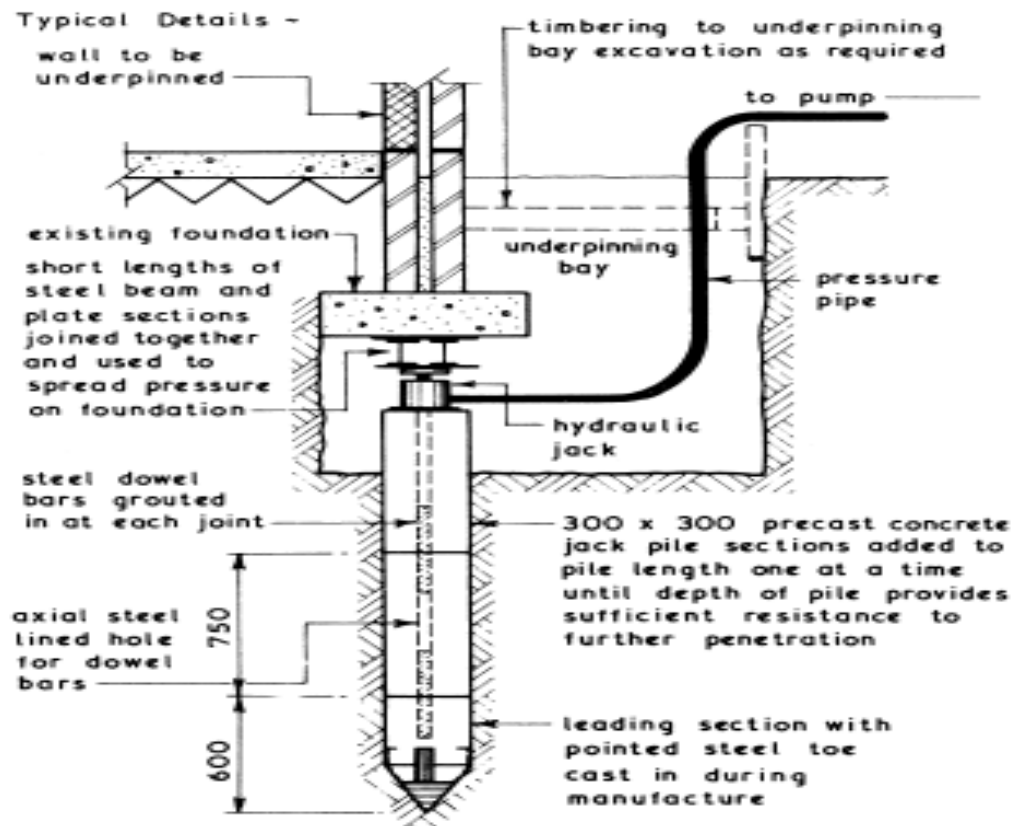 Typical Details ~
wall to be
underpinned
timbering to underpinning
bay excavation as required
to pump
existing foundation
underpinning
bay
short lengths of
steel beam and
plate sections
joined together
and used to
spread pressure
on foundation
pressure
pipe
hydraulic
jack
steel dowel
bars grouted
in at each joint
300 x 300 precast concrete
jack pile sections added to
pile length one at a time
until depth of pile provides
sufficient resistance to
further penetration
axial steel
lined hole
for dowel
bars
750
600
leading section with
pointed steel toe
cast in during
manufacture